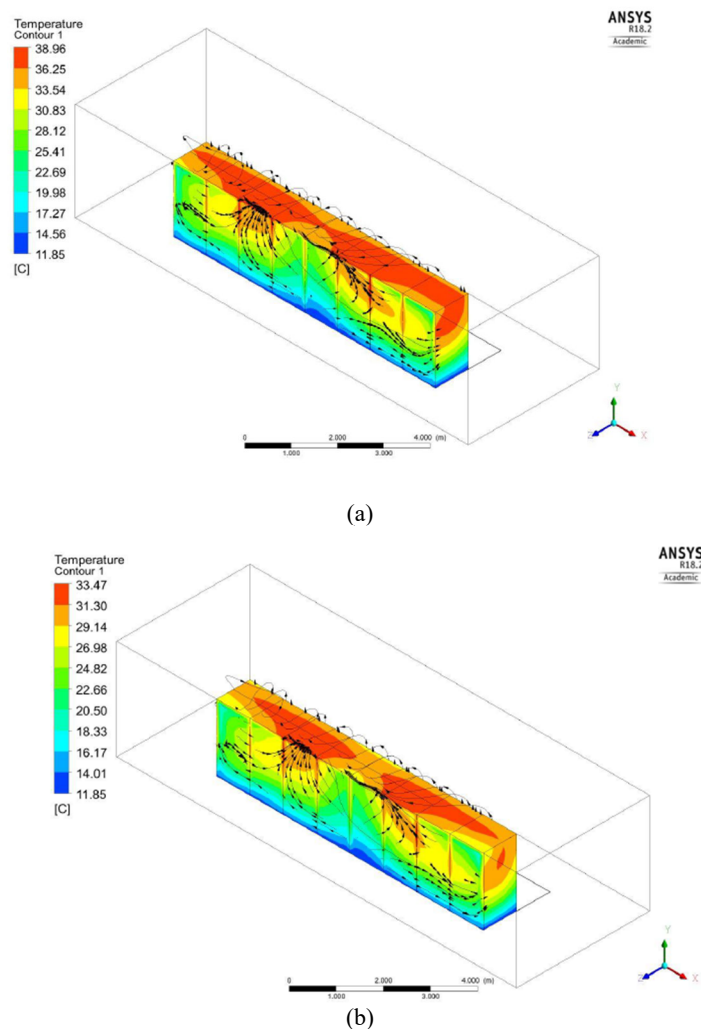 Temperature
Contour 1
38.96
36.25
33.54
30.83
28.12
25.41
22.69
19.98
17.27
14.56
11.85
[C]
ANSYS
R18.2
Academic
0 2.000 4.000 (m)
1.000 3.000
Y
Z X
(a)
Temperature
Contour 1
33.47
31.30
29.14
26.98
24.82
22.66
20.50
18.33
16.17
14.01
11.85
[C]
ANSYS
R18.2
Academic
0 2.000 4.000 (m)
1.000 3.000
Y
Z X
(b)